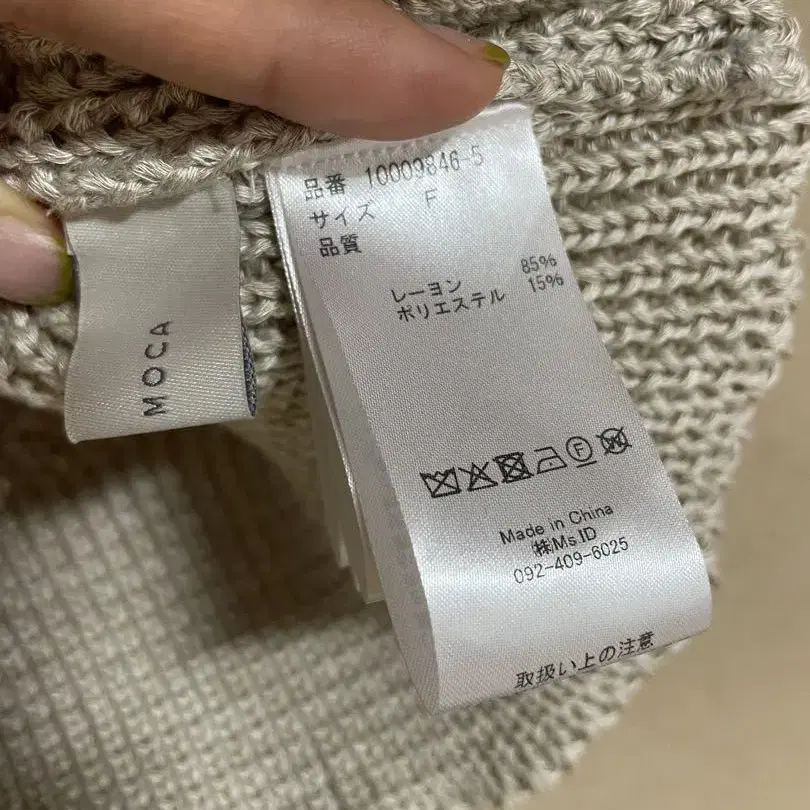 品番 10009846-5
サイズ F
品質
レーヨン 85%
ポリエステル 15%
MOCA
F
W
Made in China
㈱Ms.ID
092-409-6025
取扱い上の注意